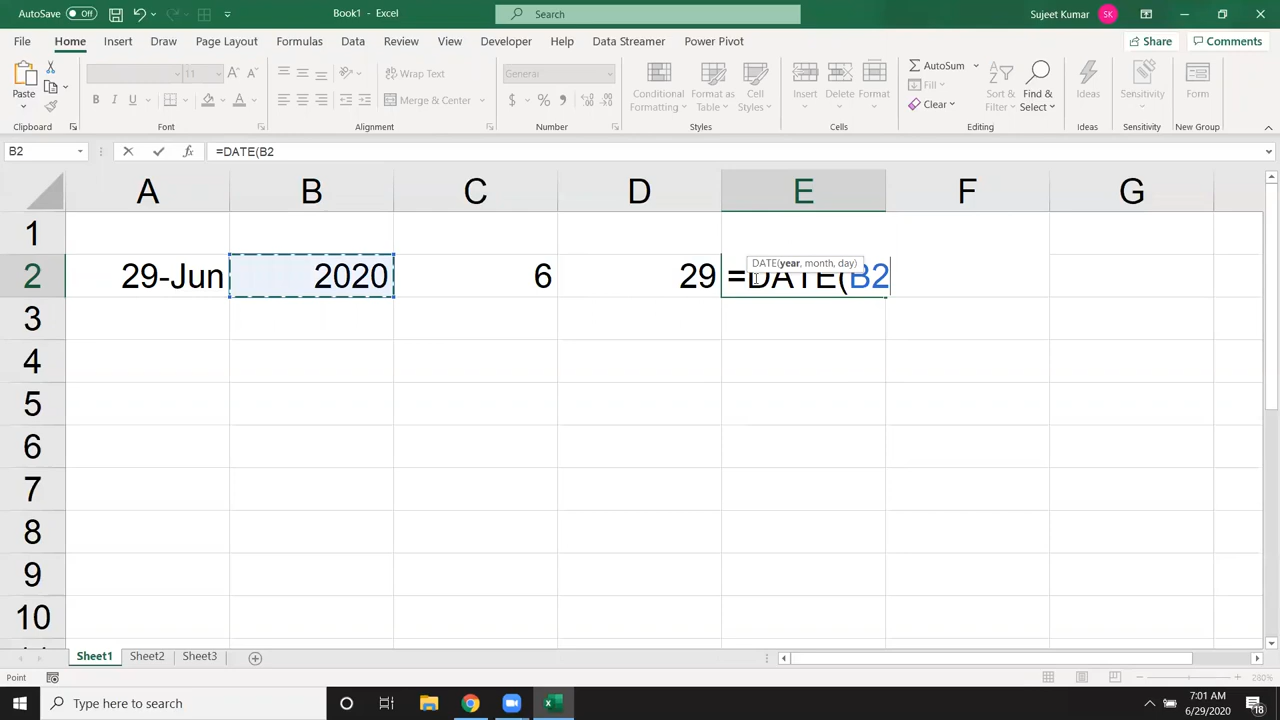 AutoSave Off Book1 - Excel Search Sujeet Kumar SK
File Home Insert Draw Page Layout Formulas Data Review View Developer Help Data Streamer Power Pivot Share Comments
Paste 11 Wrap Text General Conditional Formatting Format as Table Cell Styles Insert Delete Format AutoSum Sort & Filter Find & Select Ideas Sensitivity Form
B I U A Merge & Center $ % Fill
Clear
Clipboard Font Alignment Number Styles Cells Editing Ideas Sensitivity New Group
B2 fx =DATE(B2
A B C D E F G
1
DATE(year, month, day)
2 29-Jun 2020 6 29 =DATE(B2
3
4
5
6
7
8
9
10
Sheet1 Sheet2 Sheet3
Point 280%
Type here to search 7:01 AM
6/29/2020 18